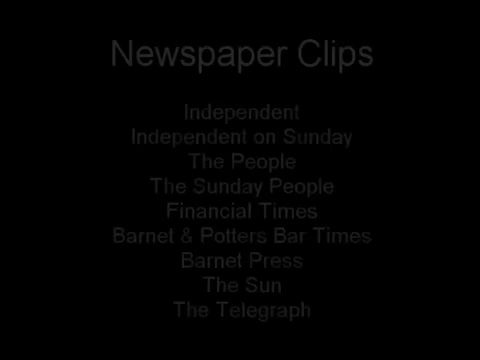 Newspaper Clips
Independent
Independent on Sunday
The People
The Sunday People
Financial Times
Barnet & Potters Bar Times
Barnet Press
The Sun
The Telegraph